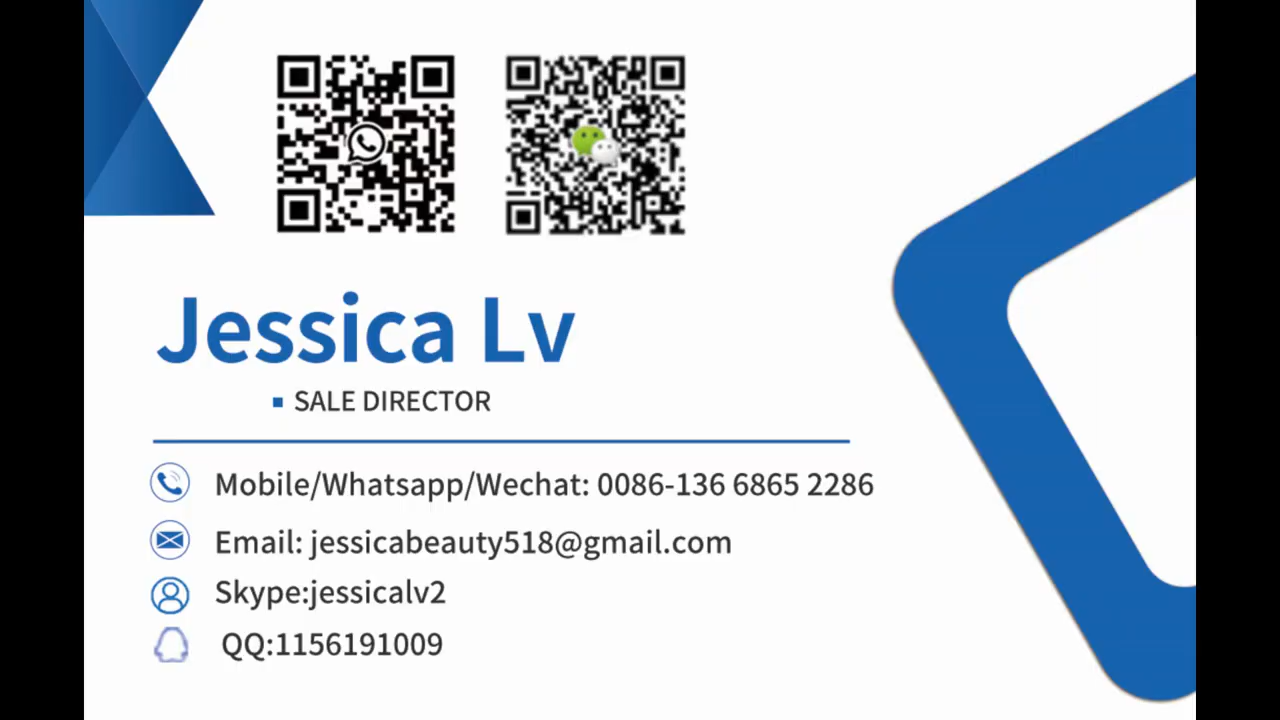 Jessica Lv
SALE DIRECTOR
Mobile/Whatsapp/Wechat: 0086-136 6865 2286
Email: jessicabeauty518@gmail.com
Skype:jessicalv2
QQ:1156191009